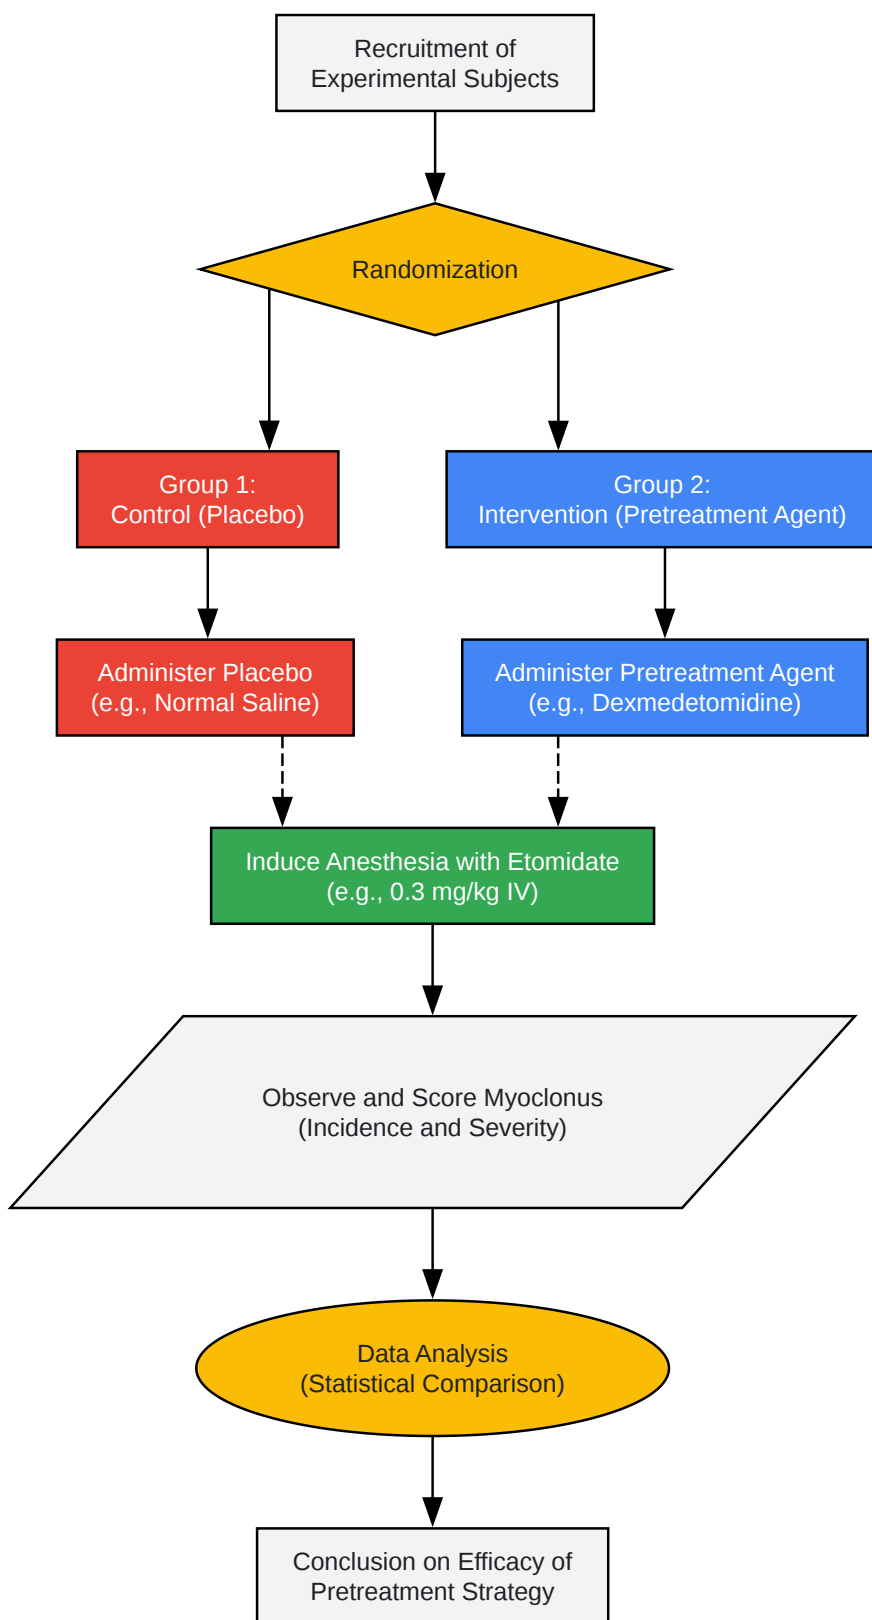 Recruitment of
Experimental Subjects
Randomization
Group 1:
Control (Placebo)
Group 2:
Intervention (Pretreatment Agent)
Administer Placebo
(e.g., Normal Saline)
Administer Pretreatment Agent
(e.g., Dexmedetomidine)
Induce Anesthesia with Etomidate
(e.g., 0.3 mg/kg IV)
Observe and Score Myoclonus
(Incidence and Severity)
Data Analysis
(Statistical Comparison)
Conclusion on Efficacy of
Pretreatment Strategy